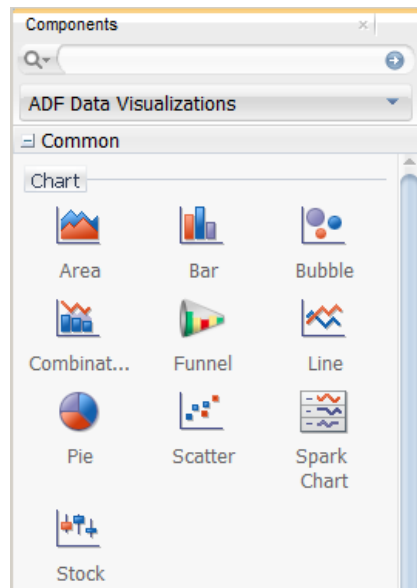 Components
ADF Data Visualizations
Common
Chart
Area Bar Bubble
Combinat... Funnel Line
Pie Scatter Spark
Chart
Stock